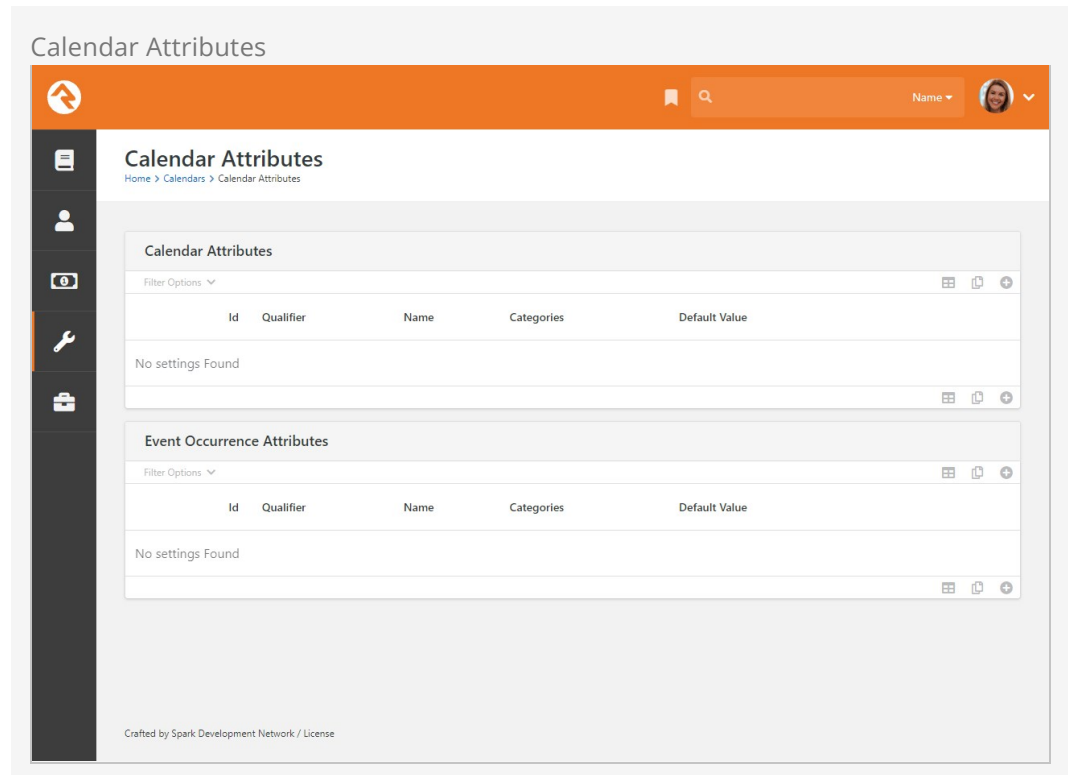 Calendar Attributes
Name
Calendar Attributes
Home > Calendars > Calendar Attributes
Calendar Attributes
Filter Options
Id Qualifier Name Categories Default Value
No settings Found
Event Occurrence Attributes
Filter Options
Id Qualifier Name Categories Default Value
No settings Found
Crafted by Spark Development Network / License